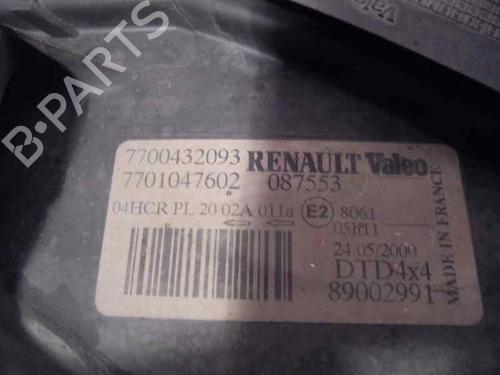 7700432093 RENAULT Valeo
7701047602 087553
04HCR PL 20 02A 011a E2 8061
05H11
24/05/2000
DTD4x4
89002991
MADE IN FRANCE
B-PARTS